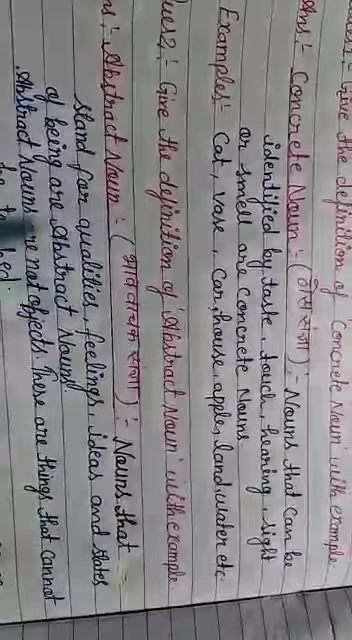 Give the definition of 'Concrete Noun' with example
Ans:- Concrete Noun:- (ठोस संज्ञा):- Nouns that can be
identified by taste, touch, hearing, sight
or smell are Concrete Nouns.
Examples:- Cat, Vase, Car, house, apple, land, water etc
Ques2:- Give the definition of 'Abstract Noun' with example
Abstract Noun:- (भाववाचक संज्ञा):- Nouns that
stand for qualities, feelings, ideas and states
of being are Abstract Nouns.
Abstract Nouns are not objects. These are things that cannot
be touched.